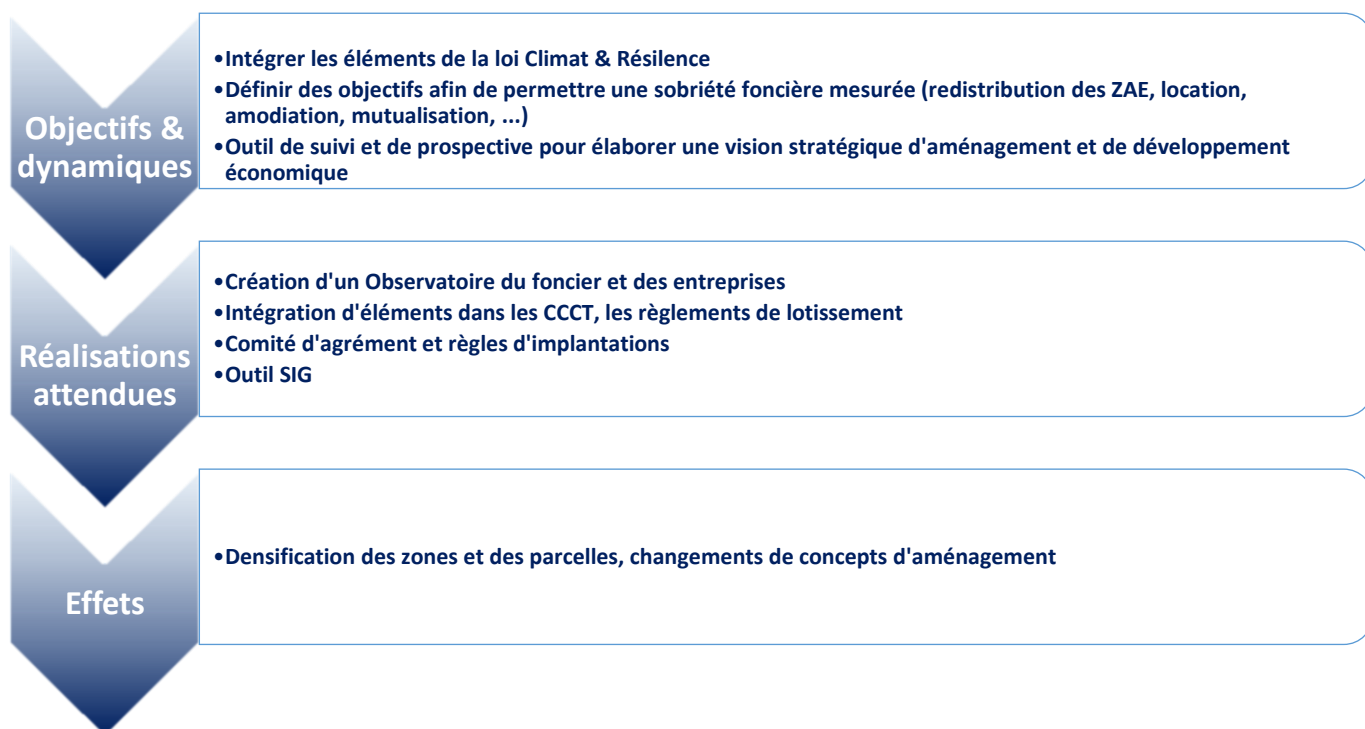 Objectifs &
dynamiques
•Intégrer les éléments de la loi Climat & Résilence
•Définir des objectifs afin de permettre une sobriété foncière mesurée (redistribution des ZAE, location,
amodiation, mutualisation, ...)
•Outil de suivi et de prospective pour élaborer une vision stratégique d'aménagement et de développement
économique
Réalisations
attendues
•Création d'un Observatoire du foncier et des entreprises
•Intégration d'éléments dans les CCCT, les règlements de lotissement
•Comité d'agrément et règles d'implantations
•Outil SIG
Effets
•Densification des zones et des parcelles, changements de concepts d'aménagement